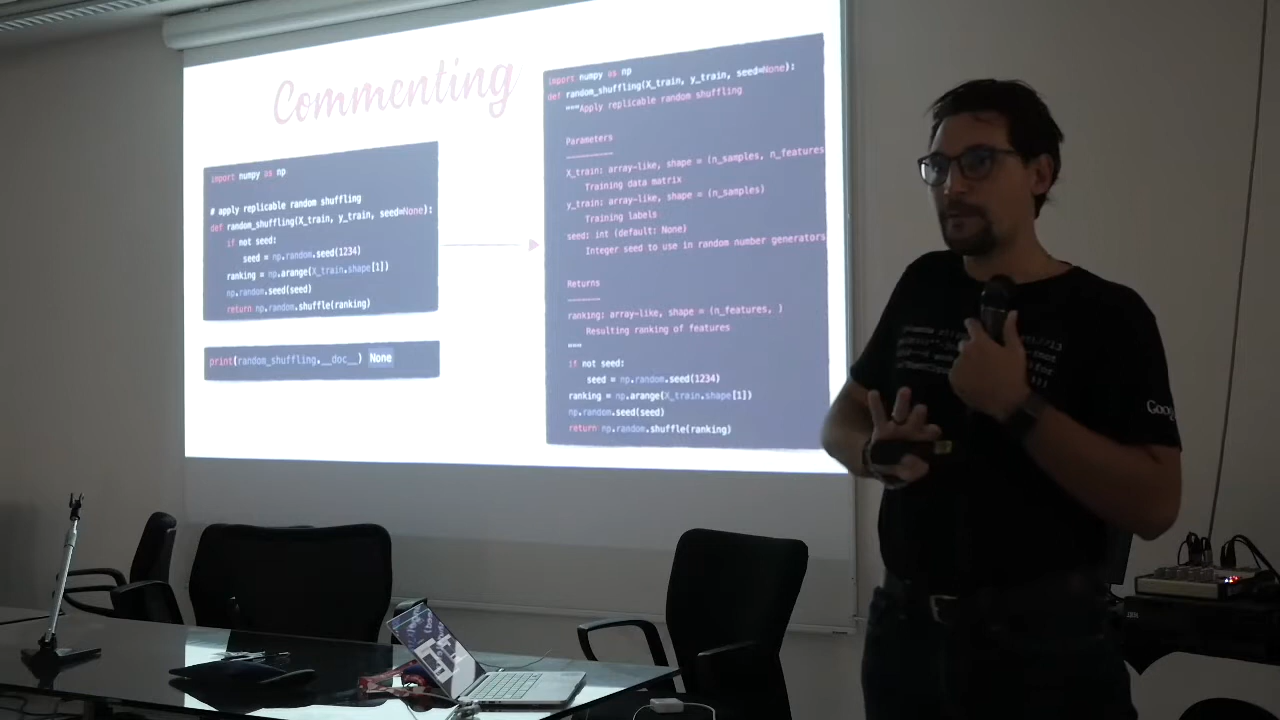 Commenting
import numpy as np
# apply replicable random shuffling
def random_shuffling(X_train, y_train, seed=None):
if not seed:
seed = np.random.seed(1234)
ranking = np.arange(X_train.shape[1])
np.random.seed(seed)
return np.random.shuffle(ranking)
print(random_shuffling.__doc__) None
import numpy as np
def random_shuffling(X_train, y_train, seed=None):
"""Apply replicable random shuffling
Parameters
----------
X_train: array-like, shape = (n_samples, n_features
Training data matrix
y_train: array-like, shape = (n_samples)
Training labels
seed: int (default: None)
Integer seed to use in random number generators
Returns
-------
ranking: array-like, shape = (n_features, )
Resulting ranking of features
"""
if not seed:
seed = np.random.seed(1234)
ranking = np.arange(X_train.shape[1])
np.random.seed(seed)
return np.random.shuffle(ranking)